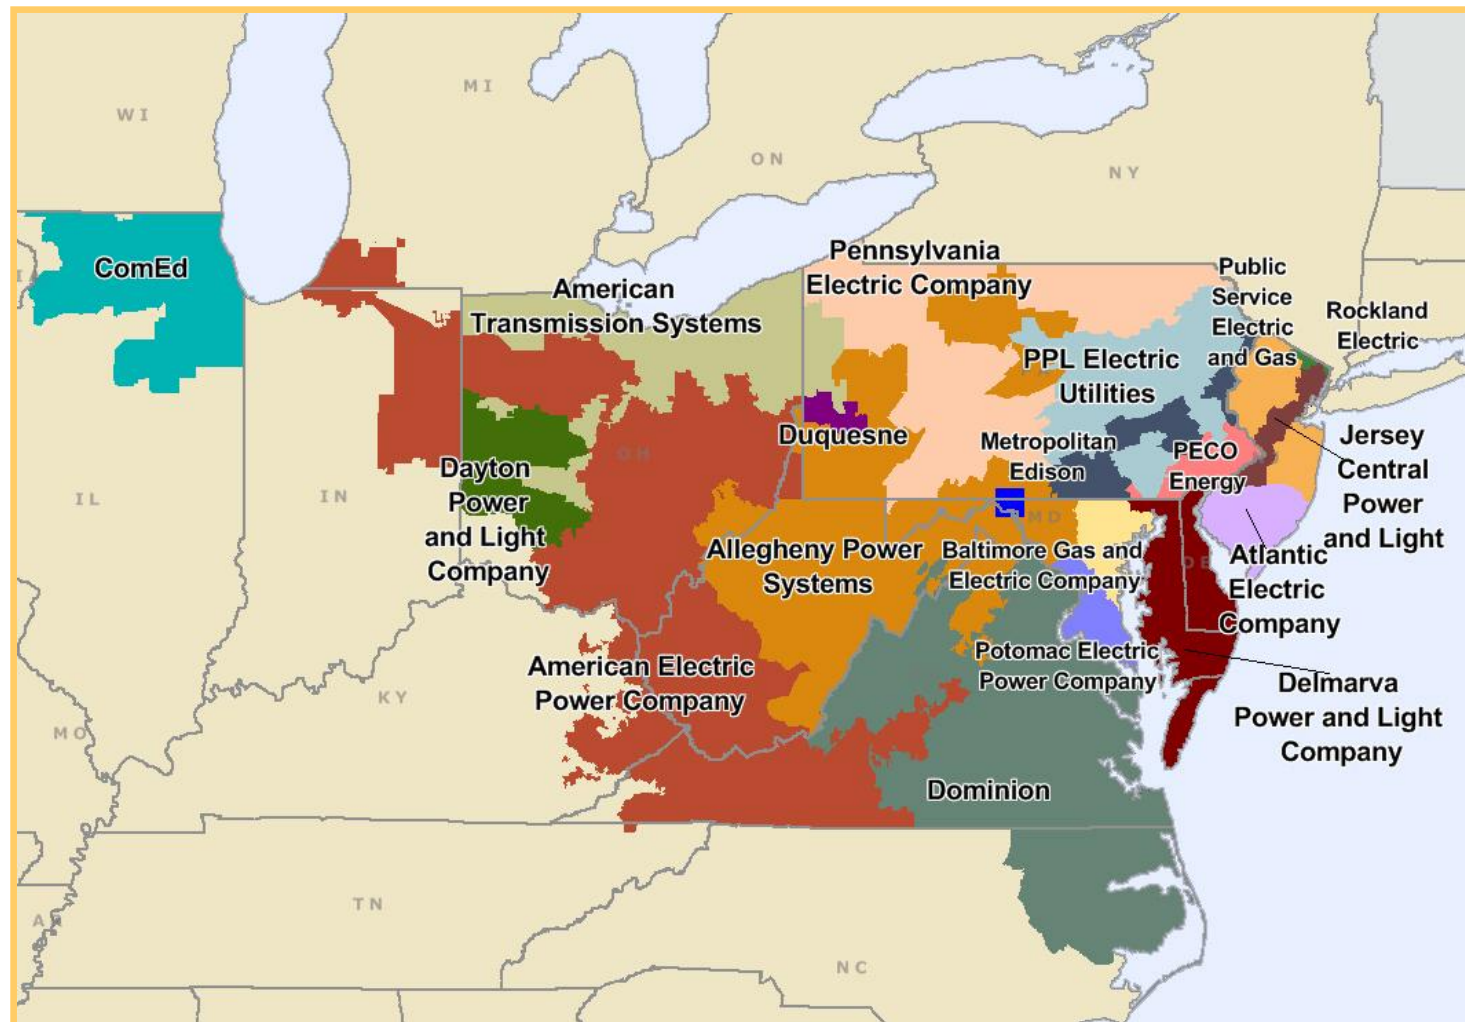 WI
MI
ON
NY
ComEd
IA
Pennsylvania
Electric Company
Public
Service
Electric
and Gas
Rockland
Electric
American
Transmission Systems
PPL Electric
Utilities
Duquesne
Metropolitan
Edison
PECO
Energy
Jersey
Central
Power
and Light
OH
Dayton
Power
and Light
Company
IL
IN
MD
Allegheny Power
Systems
Baltimore Gas and
Electric Company
DE
Atlantic
Electric
Company
American Electric
Power Company
Potomac Electric
Power Company
Delmarva
Power and Light
Company
KY
MO
Dominion
TN
NC